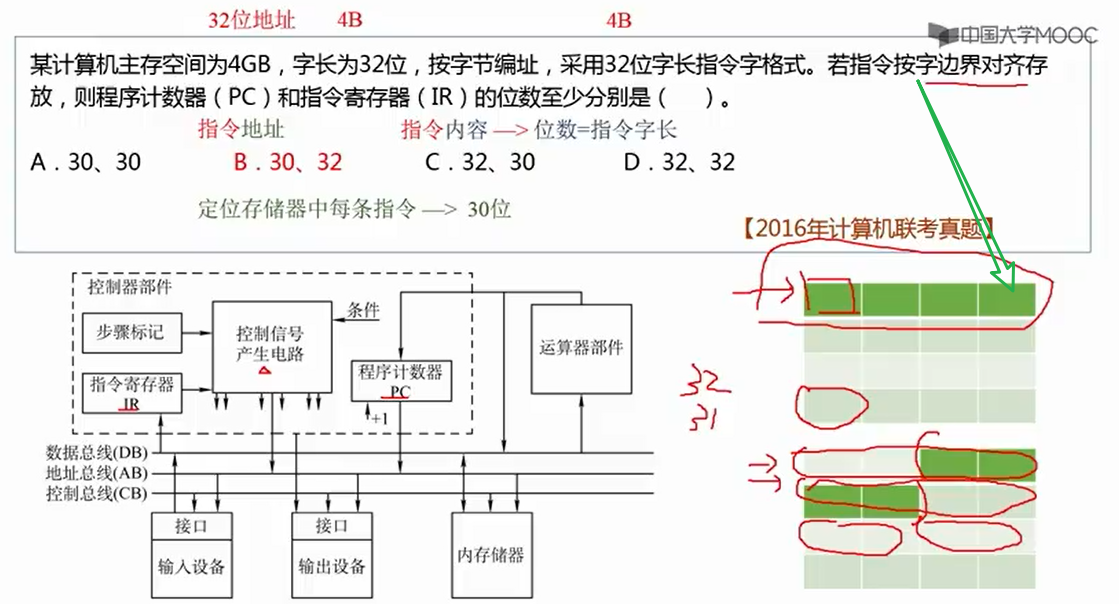 32位地址 4B 4B
中国大学MOOC
某计算机主存空间为4GB，字长为32位，按字节编址，采用32位字长指令字格式。若指令按字边界对齐存
放，则程序计数器（PC）和指令寄存器（IR）的位数至少分别是（ ）。
指令地址 指令内容 —> 位数=指令字长
A．30、30 B．30、32 C．32、30 D．32、32
定位存储器中每条指令 —> 30位
【2016年计算机联考真题】
控制器部件
步骤标记
控制信号
产生电路
条件
指令寄存器
IR
程序计数器
PC
+1
运算器部件
32
31
数据总线(DB)
地址总线(AB)
控制总线(CB)
接口
输入设备
接口
输出设备
内存储器